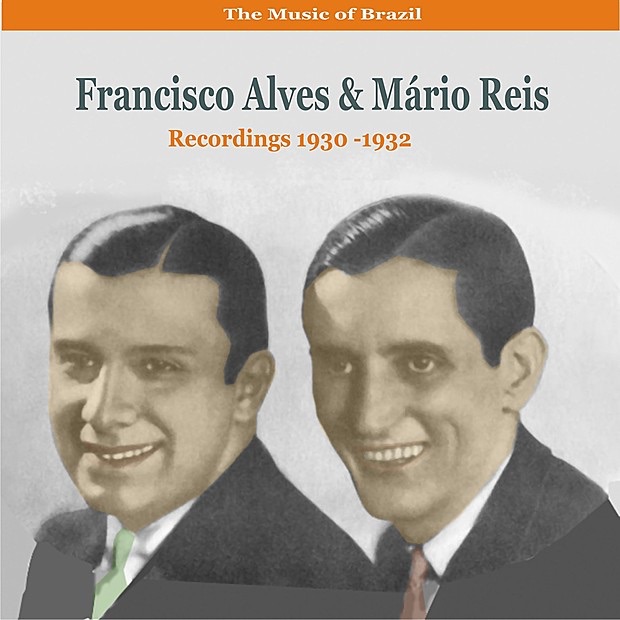 The Music of Brazil
Francisco Alves & Mário Reis
Recordings 1930 -1932